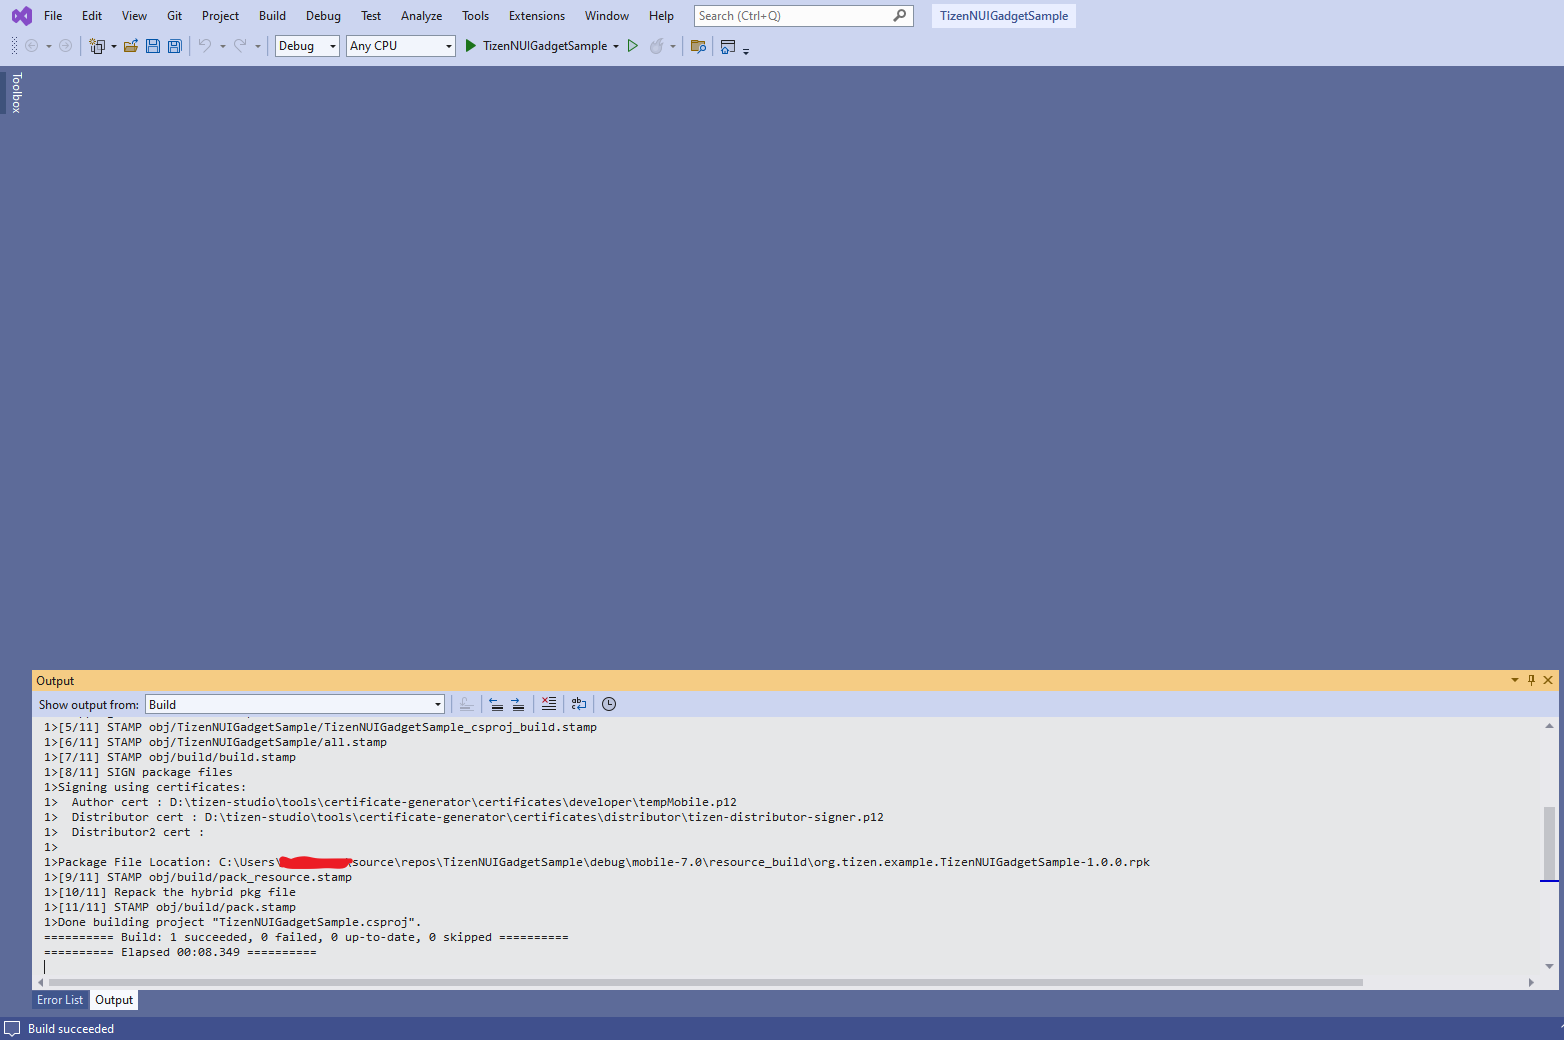 File Edit View Git Project Build Debug Test Analyze Tools Extensions Window Help Search (Ctrl+Q) TizenNUIGadgetSample
Debug Any CPU TizenNUIGadgetSample
Toolbox
Output
Show output from: Build
1>[5/11] STAMP obj/TizenNUIGadgetSample/TizenNUIGadgetSample_csproj_build.stamp
1>[6/11] STAMP obj/TizenNUIGadgetSample/all.stamp
1>[7/11] STAMP obj/build/build.stamp
1>[8/11] SIGN package files
1>Signing using certificates:
1>  Author cert : D:\tizen-studio\tools\certificate-generator\certificates\developer\tempMobile.p12
1>  Distributor cert : D:\tizen-studio\tools\certificate-generator\certificates\distributor\tizen-distributor-signer.p12
1>  Distributor2 cert :
1>
1>Package File Location: C:\Users\ \source\repos\TizenNUIGadgetSample\debug\mobile-7.0\resource_build\org.tizen.example.TizenNUIGadgetSample-1.0.0.rpk
1>[9/11] STAMP obj/build/pack_resource.stamp
1>[10/11] Repack the hybrid pkg file
1>[11/11] STAMP obj/build/pack.stamp
1>Done building project "TizenNUIGadgetSample.csproj".
========== Build: 1 succeeded, 0 failed, 0 up-to-date, 0 skipped ==========
========== Elapsed 00:08.349 ==========
Error List Output
Build succeeded